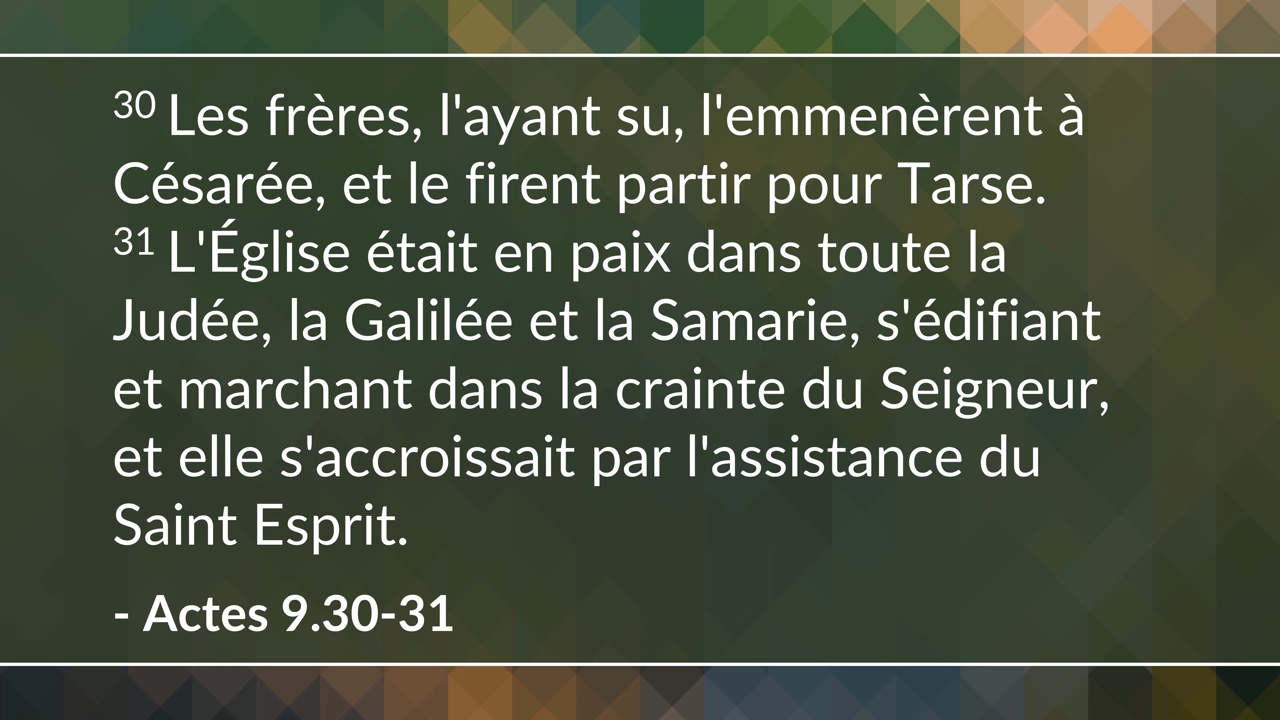 30 Les frères, l'ayant su, l'emmenèrent à
Césarée, et le firent partir pour Tarse.
31 L'Église était en paix dans toute la
Judée, la Galilée et la Samarie, s'édifiant
et marchant dans la crainte du Seigneur,
et elle s'accroissait par l'assistance du
Saint Esprit.
- Actes 9.30-31